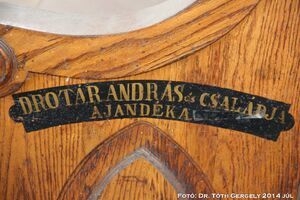 DROTÁR ANDRÁS és CSALÁDJA
AJÁNDÉKA
FOTÓ: DR. TÓTH GERGELY 2014 JÚL